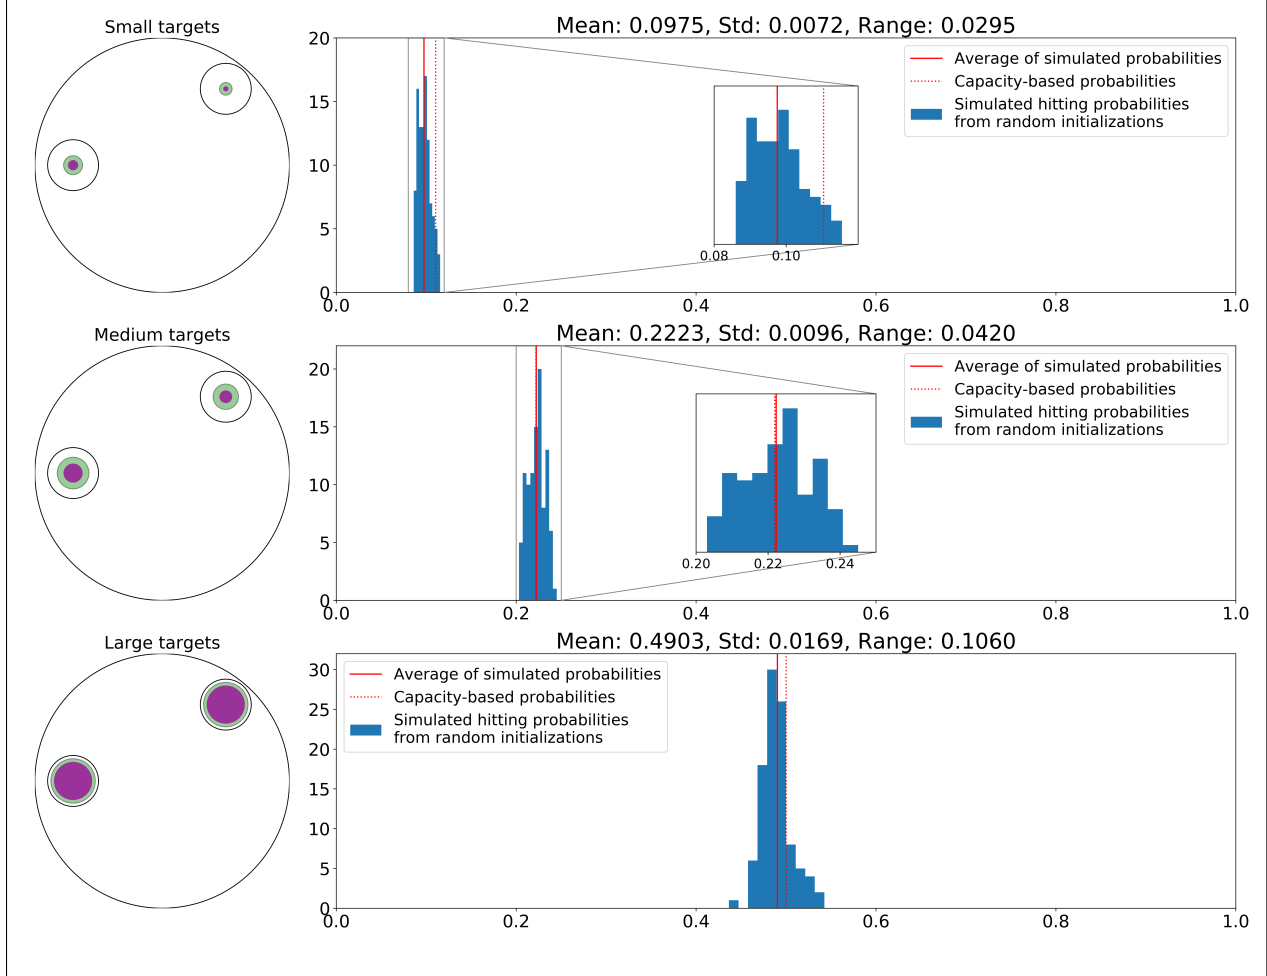 Small targets
Mean: 0.0975, Std: 0.0072, Range: 0.0295
20
15
10
5
0
Average of simulated probabilities
Capacity-based probabilities
Simulated hitting probabilities
from random initializations
0.08
0.10
0.0
0.2
0.4
0.6
0.8
1.0
Medium targets
Mean: 0.2223, Std: 0.0096, Range: 0.0420
20
15
10
5
0
Average of simulated probabilities
Capacity-based probabilities
Simulated hitting probabilities
from random initializations
0.20
0.22
0.24
0.0
0.2
0.4
0.6
0.8
1.0
Large targets
Mean: 0.4903, Std: 0.0169, Range: 0.1060
30
25
20
15
10
5
0
Average of simulated probabilities
Capacity-based probabilities
Simulated hitting probabilities
from random initializations
0.0
0.2
0.4
0.6
0.8
1.0